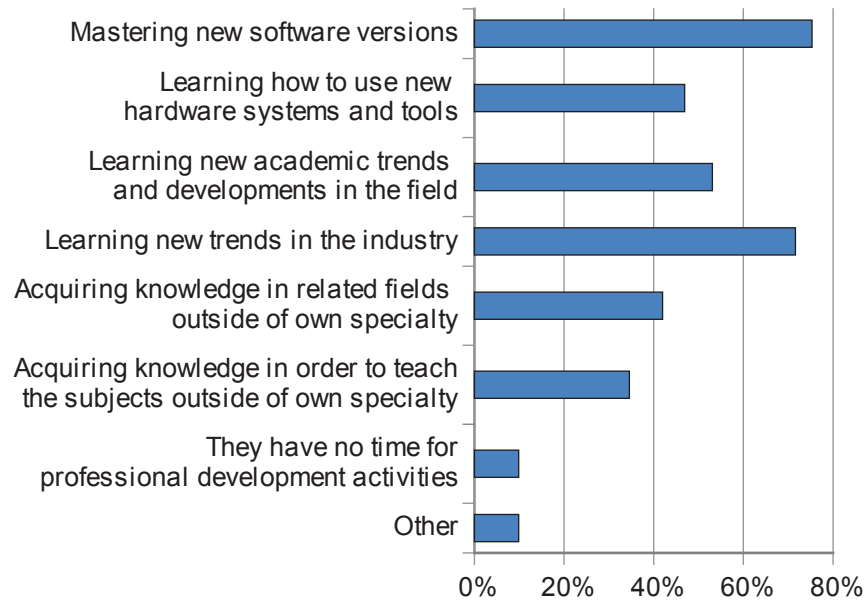 Mastering new software versions
Learning how to use new
hardware systems and tools
Learning new academic trends
and developments in the field
Learning new trends in the industry
Acquiring knowledge in related fields
outside of own specialty
Acquiring knowledge in order to teach
the subjects outside of own specialty
They have no time for
professional development activities
Other
0% 20% 40% 60% 80%